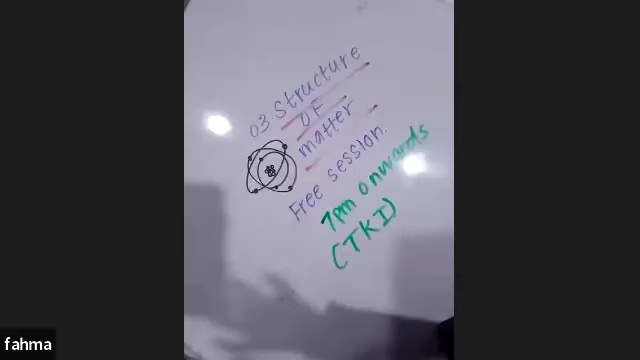 03. Structure
OF
matter
Free session.
7pm onwards
(TKI)
fahma